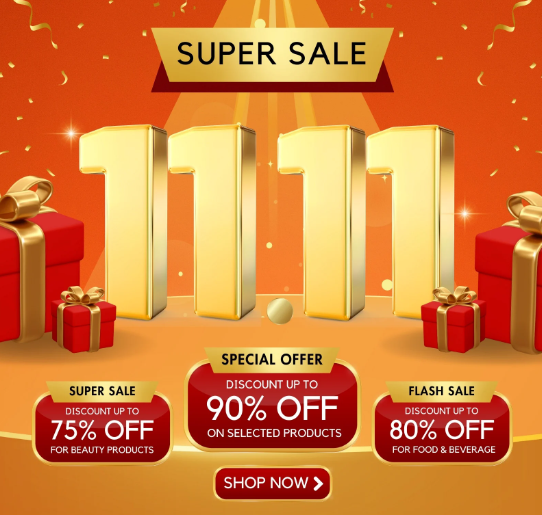 SUPER SALE
11.11
SPECIAL OFFER
DISCOUNT UP TO
90% OFF
ON SELECTED PRODUCTS
SUPER SALE
DISCOUNT UP TO
75% OFF
FOR BEAUTY PRODUCTS
FLASH SALE
DISCOUNT UP TO
80% OFF
FOR FOOD & BEVERAGE
SHOP NOW